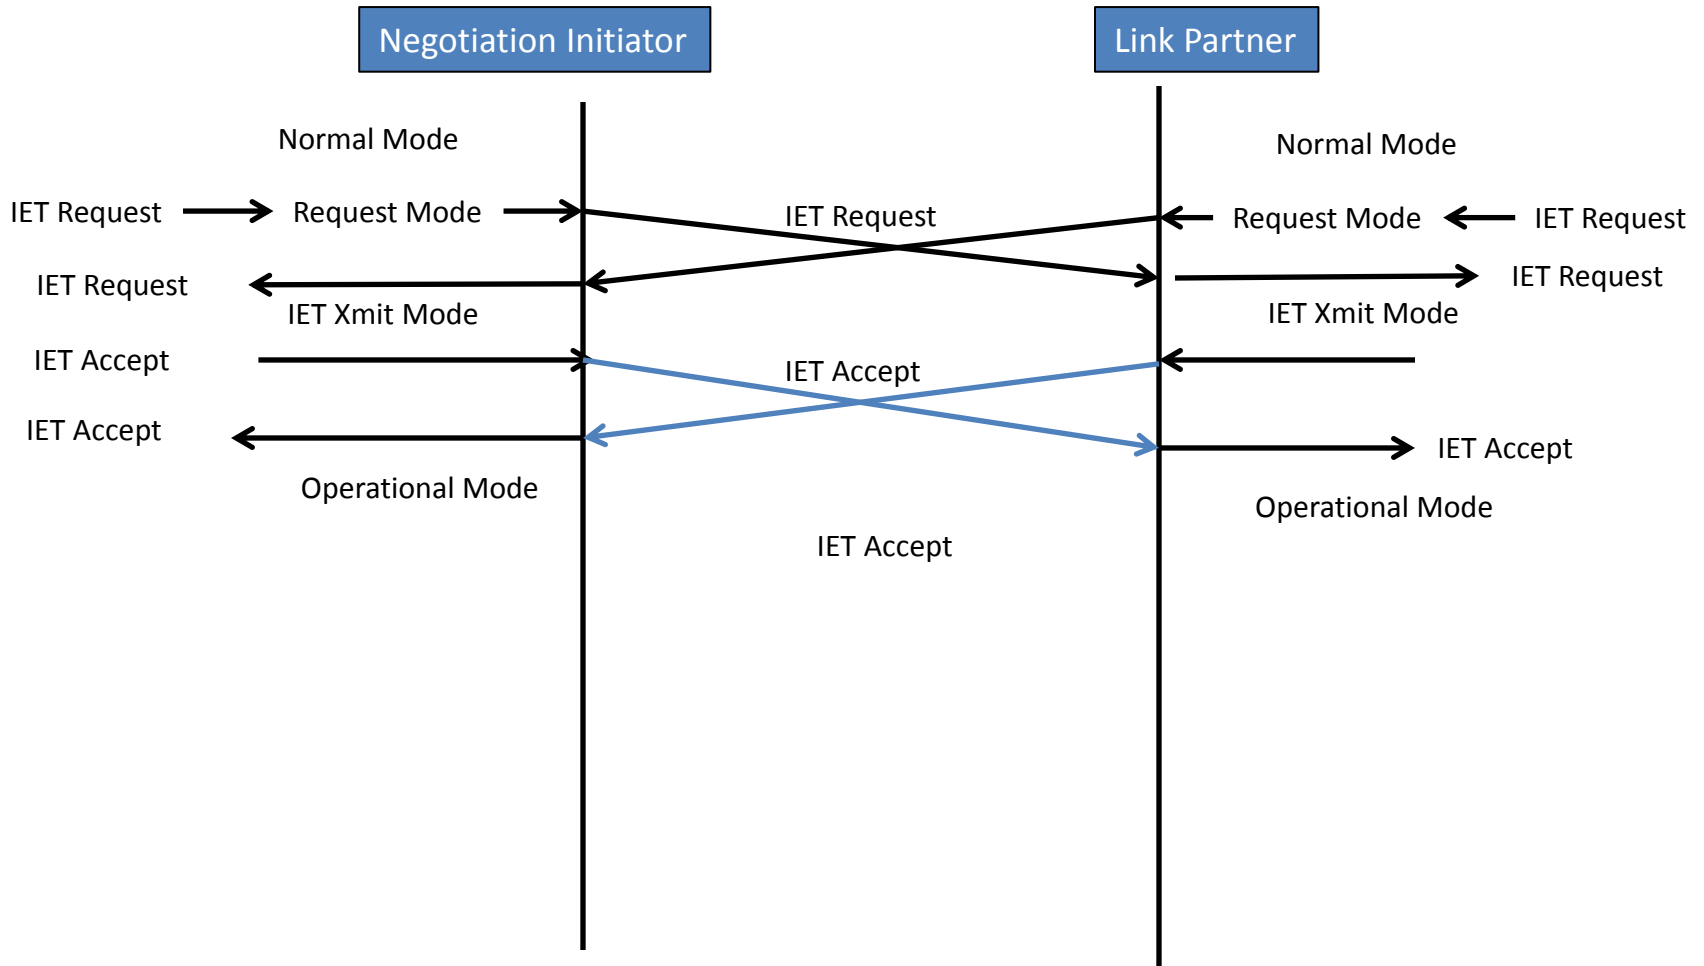 Negotiation Initiator
Link Partner
Normal Mode
Normal Mode
IET Request
Request Mode
IET Request
Request Mode
IET Request
IET Request
IET Request
IET Xmit Mode
IET Xmit Mode
IET Accept
IET Accept
IET Accept
IET Accept
Operational Mode
Operational Mode
IET Accept